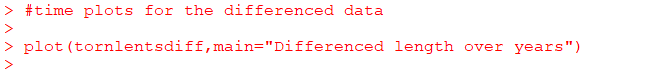 > #time plots for the differenced data
>
> plot(tornlentsdiff,main="Differenced length over years")
>